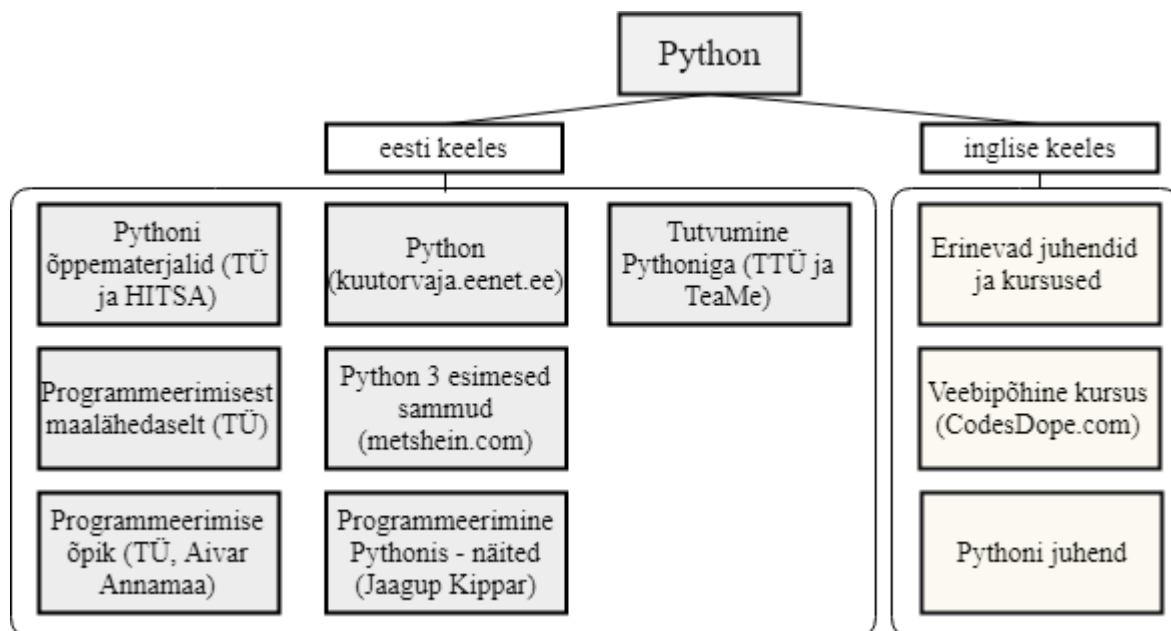 Python
eesti keeles
inglise keeles
Pythoni
õppematerjalid (TÜ
ja HITSA)
Python
(kuutorvaja.eenet.ee)
Tutvumine
Pythoniga (TTÜ ja
TeaMe)
Erinevad juhendid
ja kursused
Programmeerimisest
maalähedaselt (TÜ)
Python 3 esimesed
sammud
(metshein.com)
Veebipõhine kursus
(CodesDope.com)
Programmeerimise
õpik (TÜ, Aivar
Annamaa)
Programmeerimine
Pythonis - näited
(Jaagup Kippar)
Pythoni juhend